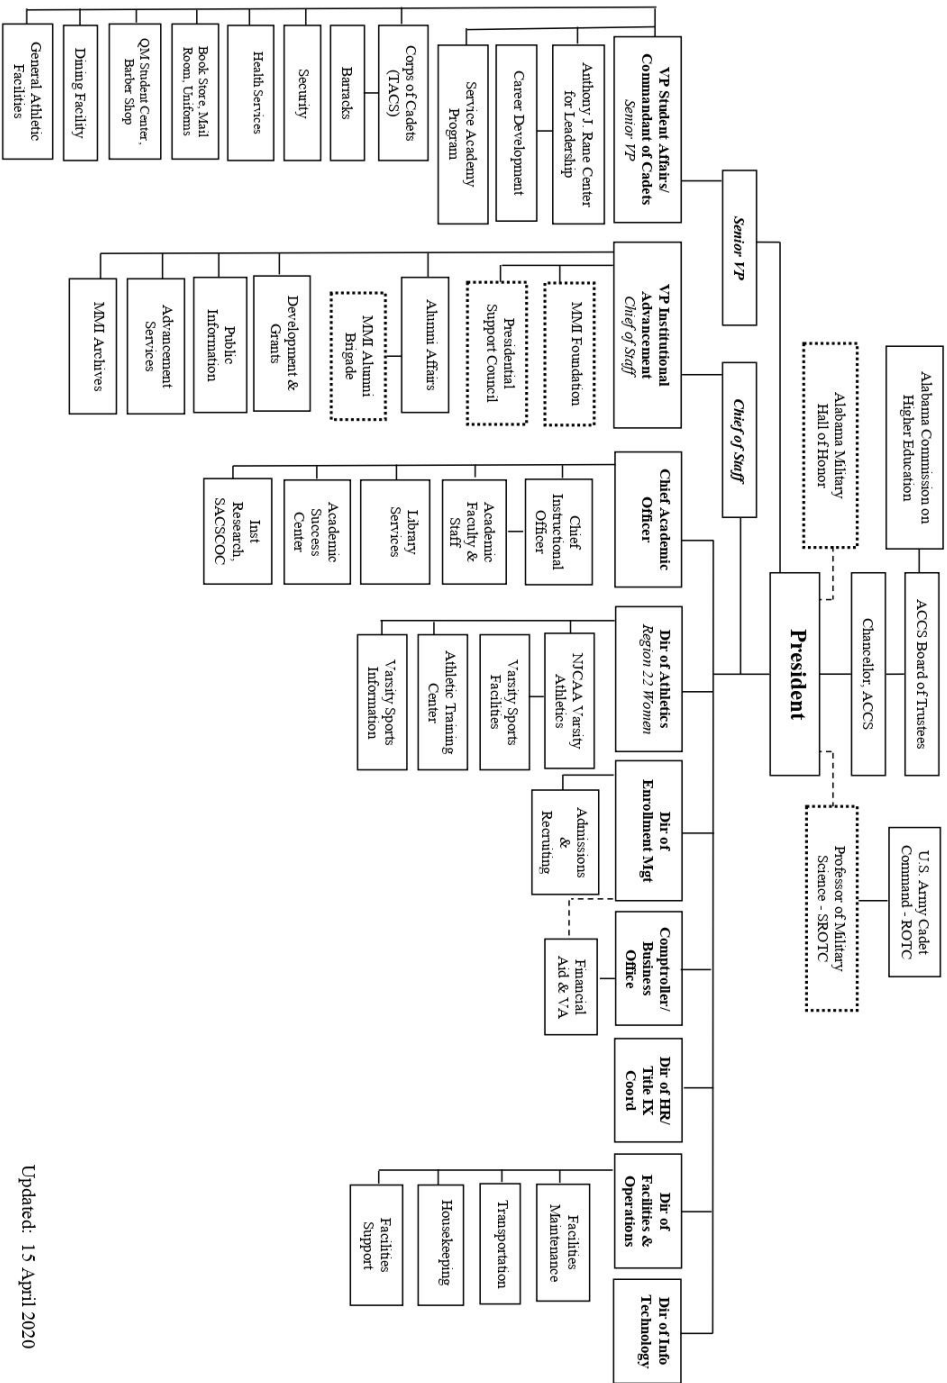 Alabama Commission on
Higher Education
ACCS Board of Trustees
U.S. Army Cadet
Command - ROTC
Chancellor, ACCS
Alabama Military
Hall of Honor
Professor of Military
Science - SROTC
President
Senior VP
Chief of Staff
VP Student Affairs/
Commandant of Cadets
Senior VP
Anthony J. Rane Center
for Leadership
Career Development
Service Academy
Program
Corps of Cadets
(TACS)
Barracks
Security
Health Services
Book Store, Mail
Room, Uniforms
QM Student Center,
Barber Shop
Dining Facility
General Athletic
Facilities
VP Institutional
Advancement
Chief of Staff
MMI Foundation
Presidential
Support Council
Alumni Affairs
MMI Alumni
Brigade
Development &
Grants
Public
Information
Advancement
Services
MMI Archives
Chief Academic
Officer
Chief
Instructional
Officer
Academic
Faculty &
Staff
Library
Services
Academic
Success
Center
Inst
Research,
SACSCOC
Dir of Athletics
Region 22 Women
NJCAA Varsity
Athletics
Varsity Sports
Facilities
Athletic Training
Center
Varsity Sports
Information
Dir of
Enrollment Mgt
Admissions
&
Recruiting
Comptroller/
Business
Office
Financial
Aid & VA
Dir of HR/
Title IX
Coord
Dir of
Facilities &
Operations
Facilities
Maintenance
Transportation
Housekeeping
Facilities
Support
Dir of Info
Technology
Updated: 15 April 2020